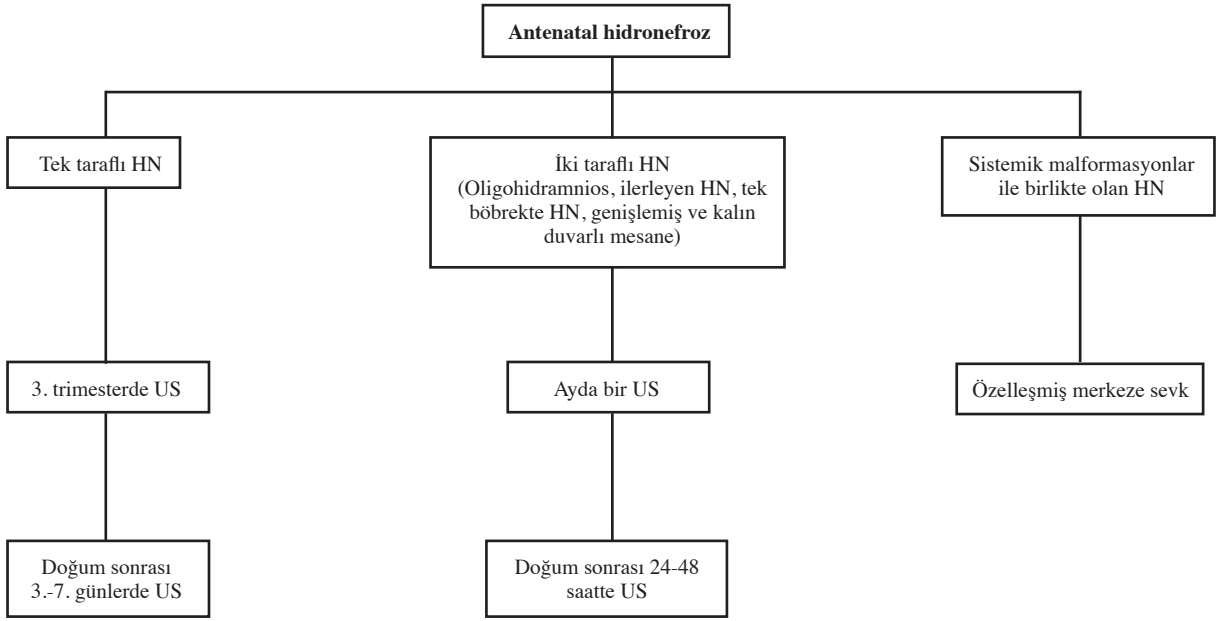 Antenatal hidronefroz
Tek taraflı HN
İki taraflı HN
(Oligohidramnios, ilerleyen HN, tek
böbrekte HN, genişlemiş ve kalın
duvarlı mesane)
Sistemik malformasyonlar
ile birlikte olan HN
3. trimesterde US
Ayda bir US
Özelleşmiş merkeze sevk
Doğum sonrası
3.-7. günlerde US
Doğum sonrası 24-48
saatte US